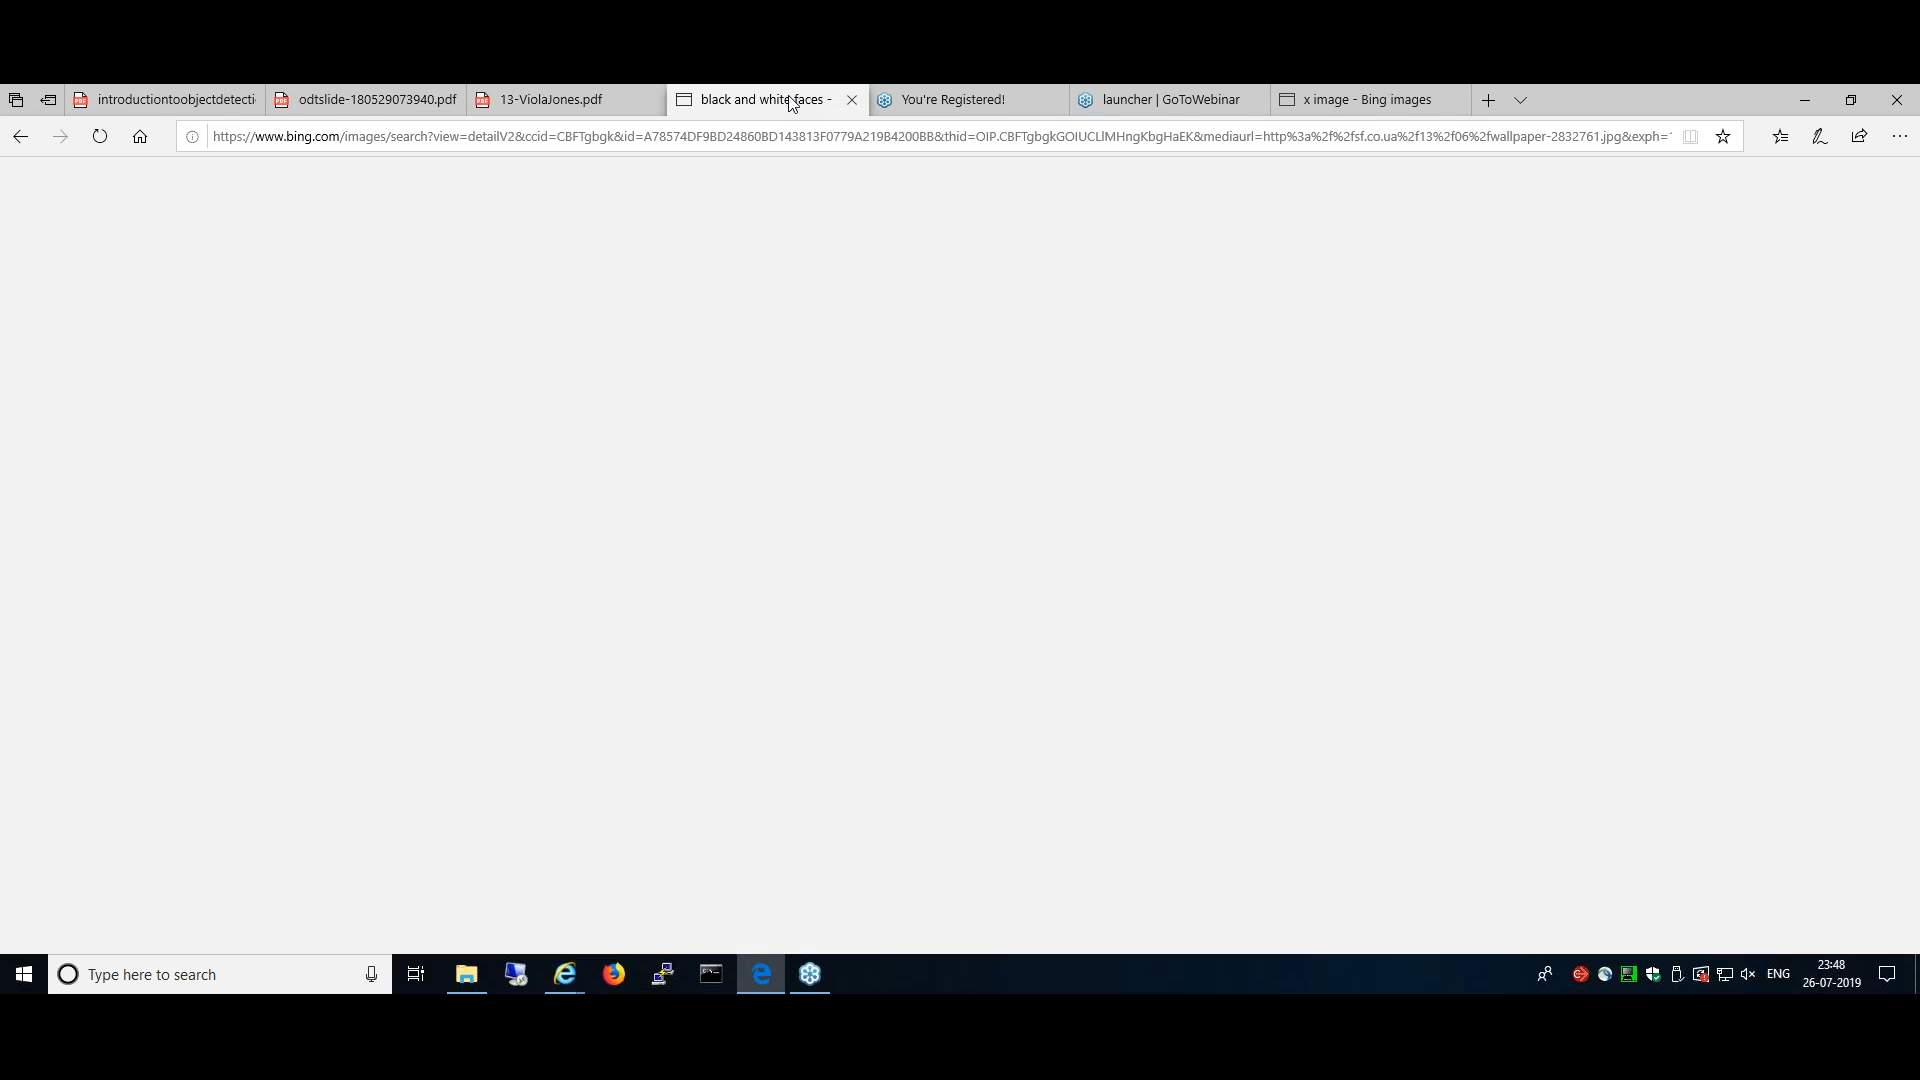 introductiontoobjectdetecti
odtslide-180529073940.pdf
13-ViolaJones.pdf
black and white faces -
You're Registered!
launcher | GoToWebinar
x image - Bing images
https://www.bing.com/images/search?view=detailV2&ccid=CBFTgbgk&id=A78574DF9BD24860BD143813F0779A219B4200BB&thid=OIP.CBFTgbgkGOIUCLlMHngKbgHaEK&mediaurl=http%3a%2f%2fsf.co.ua%2f13%2f06%2fwallpaper-2832761.jpg&exph=
Type here to search
ENG
23:48
26-07-2019